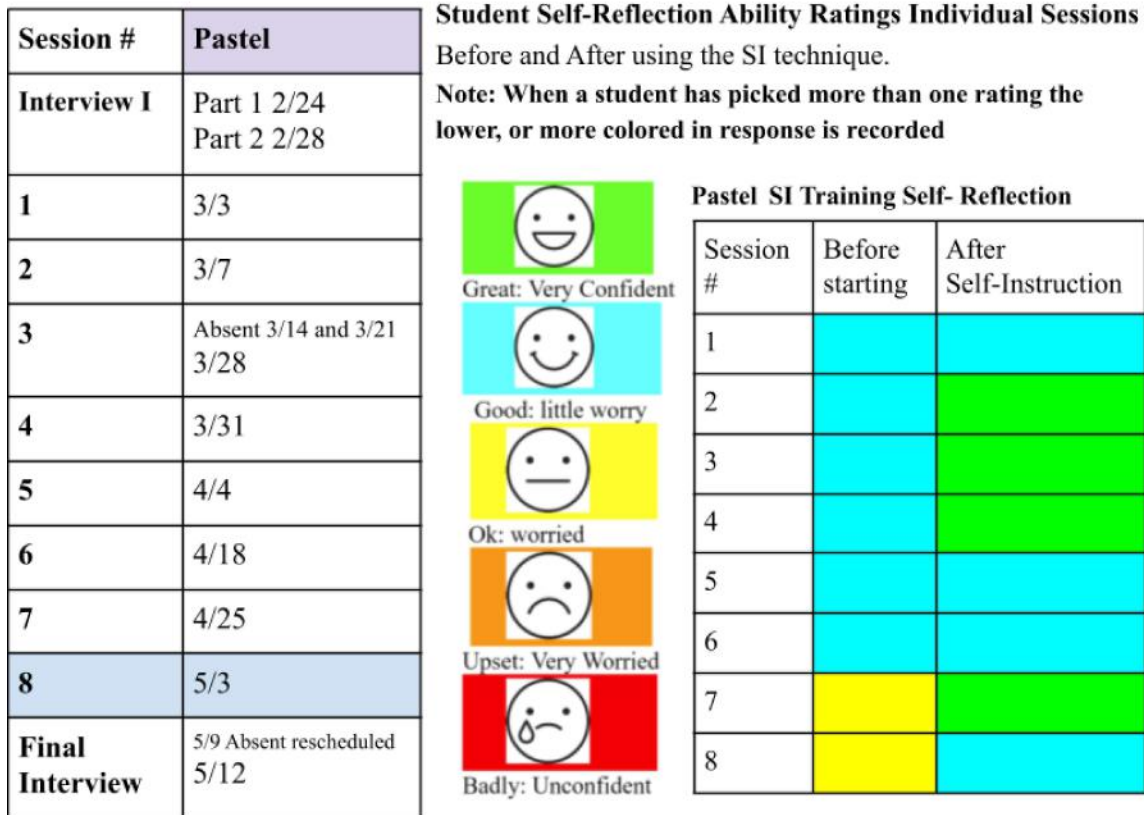 Session # Pastel
Interview I Part 1 2/24
Part 2 2/28
1 3/3
2 3/7
3 Absent 3/14 and 3/21
3/28
4 3/31
5 4/4
6 4/18
7 4/25
8 5/3
Final Interview 5/9 Absent rescheduled
5/12
Student Self-Reflection Ability Ratings Individual Sessions
Before and After using the SI technique.
Note: When a student has picked more than one rating the
lower, or more colored in response is recorded
Great: Very Confident
Good: little worry
Ok: worried
Upset: Very Worried
Badly: Unconfident
Pastel SI Training Self- Reflection
Session # Before starting After Self-Instruction
1
2
3
4
5
6
7
8